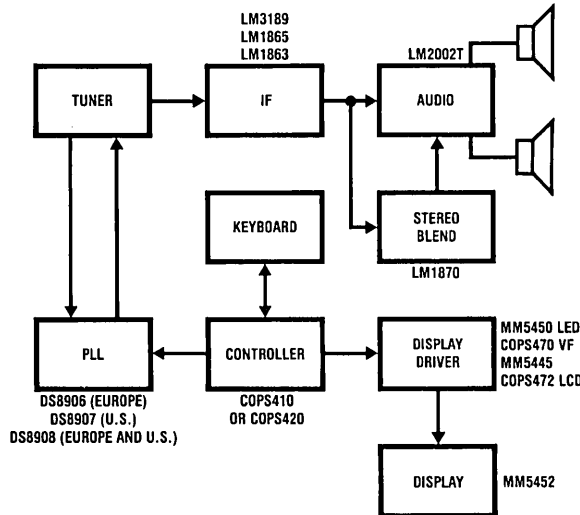 LM3189
LM1865
LM1863
LM2002T
TUNER
IF
AUDIO
KEYBOARD
STEREO
BLEND
LM1870
PLL
CONTROLLER
DISPLAY
DRIVER
MM5450 LED
COPS470 VF
MM5445
COPS472 LCD
DS8906 (EUROPE)
DS8907 (U.S.)
DS8908 (EUROPE AND U.S.)
COPS410
OR COPS420
DISPLAY
MM5452